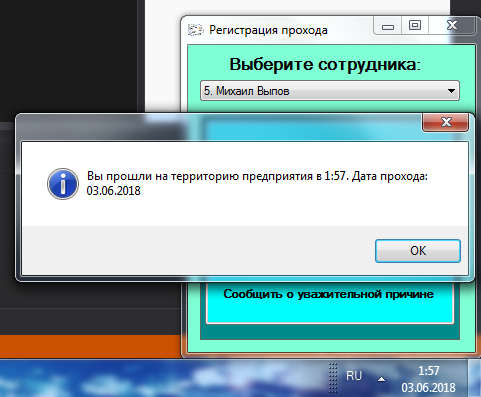 Регистрация прохода
Выберите сотрудника:
5. Михаил Выпов
Вы прошли на территорию предприятия в 1:57. Дата прохода:
03.06.2018
OK
Сообщить о уважительной причине
RU
1:57
03.06.2018